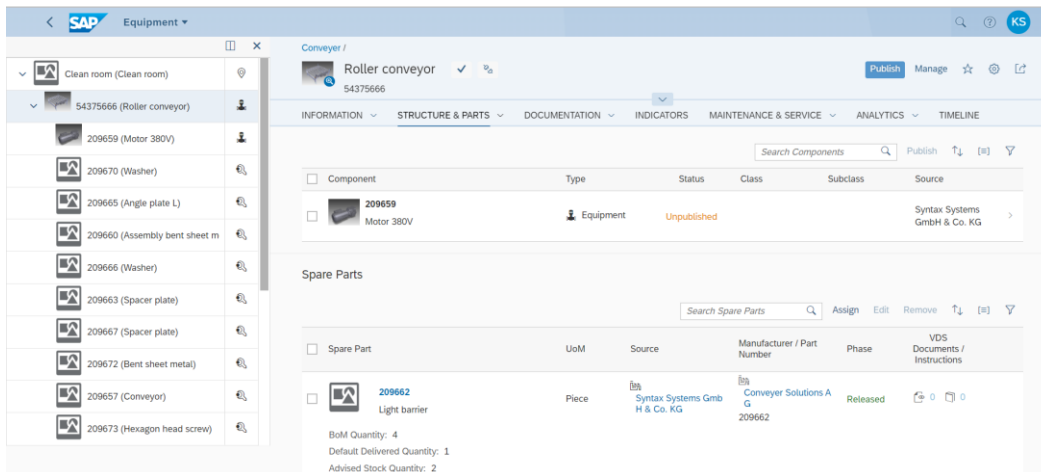 SAP Equipment
KS
Clean room (Clean room)
54375666 (Roller conveyor)
209659 (Motor 380V)
209670 (Washer)
209665 (Angle plate L)
209660 (Assembly bent sheet m
209666 (Washer)
209663 (Spacer plate)
209667 (Spacer plate)
209672 (Bent sheet metal)
209657 (Conveyor)
209673 (Hexagon head screw)
Conveyer /
Roller conveyor
54375666
Publish Manage
INFORMATION STRUCTURE & PARTS DOCUMENTATION INDICATORS MAINTENANCE & SERVICE ANALYTICS TIMELINE
Search Components Publish
Component Type Status Class Subclass Source
209659
Motor 380V
Equipment
Unpublished
Syntax Systems
GmbH & Co. KG
Spare Parts
Search Spare Parts Assign Edit Remove
Spare Part
UoM
Source
Manufacturer / Part
Number
Phase
VDS
Documents /
Instructions
209662
Light barrier
Piece
Syntax Systems Gmb
H & Co. KG
Conveyer Solutions A
G
209662
Released
0 0
BoM Quantity: 4
Default Delivered Quantity: 1
Advised Stock Quantity: 2